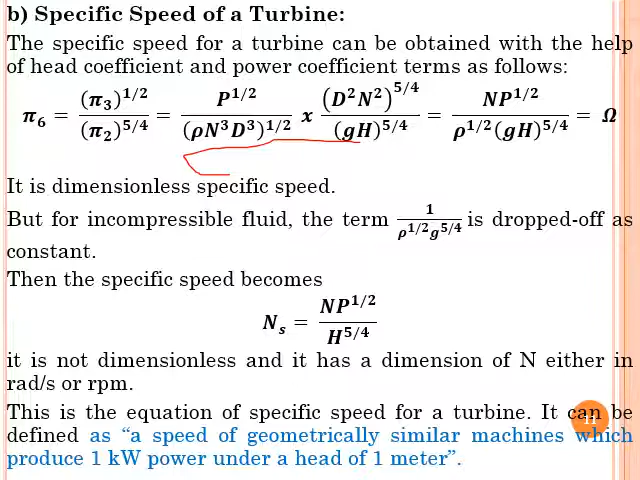 b) Specific Speed of a Turbine:
The specific speed for a turbine can be obtained with the help
of head coefficient and power coefficient terms as follows:
π₆ = (π₃)^1/2 / (π₂)^5/4 = P^1/2 / (ρN³D³)^1/2 x (D²N²)^5/4 / (gH)^5/4 = NP^1/2 / ρ^1/2 (gH)^5/4 = Ω
It is dimensionless specific speed.
But for incompressible fluid, the term 1 / ρ^1/2 g^5/4 is dropped-off as
constant.
Then the specific speed becomes
Nₛ = NP^1/2 / H^5/4
it is not dimensionless and it has a dimension of N either in
rad/s or rpm.
This is the equation of specific speed for a turbine. It can be
defined as “a speed of geometrically similar machines which
produce 1 kW power under a head of 1 meter”.
11